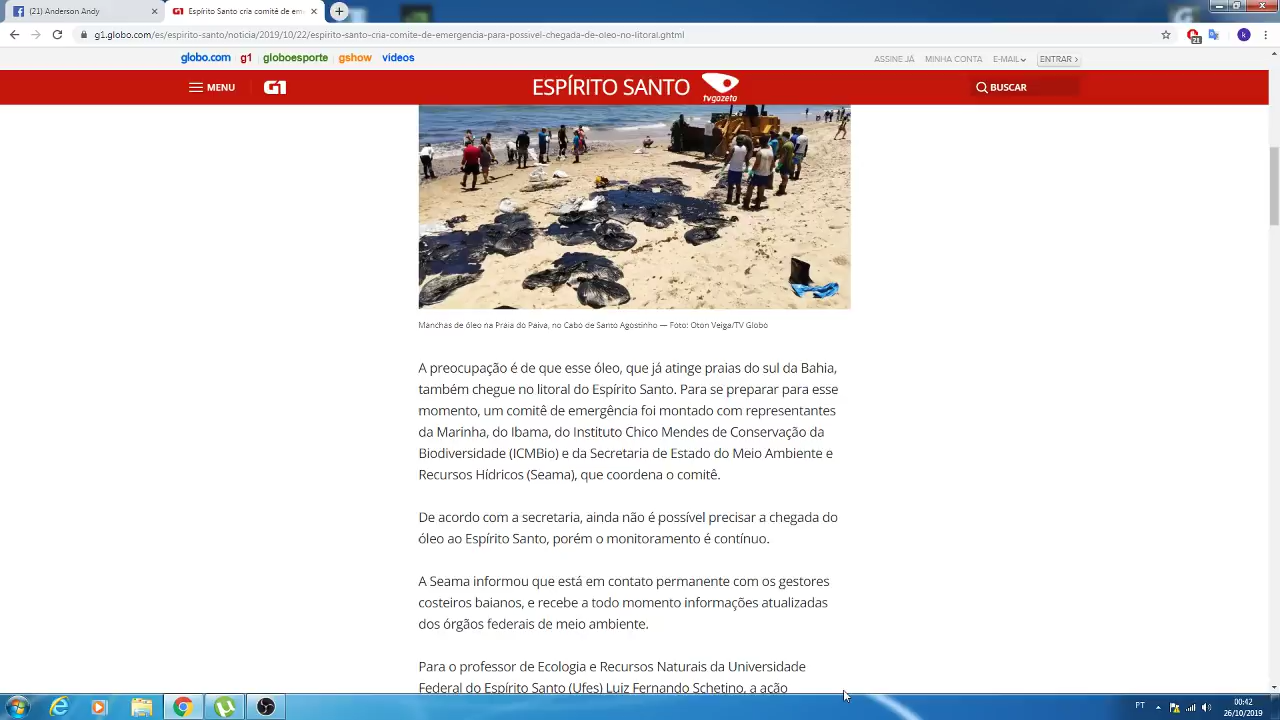 (21) Anderson Andy
Espírito Santo cria comitê de em
g1.globo.com/es/espirito-santo/noticia/2019/10/22/espirito-santo-cria-comite-de-emergencia-para-possivel-chegada-de-oleo-no-litoral.ghtml
21
k
globo.com g1 globoesporte gshow videos
ASSINE JÁ MINHA CONTA E-MAIL ENTRAR
MENU G1 ESPÍRITO SANTO tvgazeta BUSCAR
Manchas de óleo na Praia do Paiva, no Cabo de Santo Agostinho — Foto: Oton Veiga/TV Globo
A preocupação é de que esse óleo, que já atinge praias do sul da Bahia,
também chegue no litoral do Espírito Santo. Para se preparar para esse
momento, um comitê de emergência foi montado com representantes
da Marinha, do Ibama, do Instituto Chico Mendes de Conservação da
Biodiversidade (ICMBio) e da Secretaria de Estado do Meio Ambiente e
Recursos Hídricos (Seama), que coordena o comitê.
De acordo com a secretaria, ainda não é possível precisar a chegada do
óleo ao Espírito Santo, porém o monitoramento é contínuo.
A Seama informou que está em contato permanente com os gestores
costeiros baianos, e recebe a todo momento informações atualizadas
dos órgãos federais de meio ambiente.
Para o professor de Ecologia e Recursos Naturais da Universidade
Federal do Espírito Santo (Ufes) Luiz Fernando Schetino, a ação
PT 00:42
26/10/2019